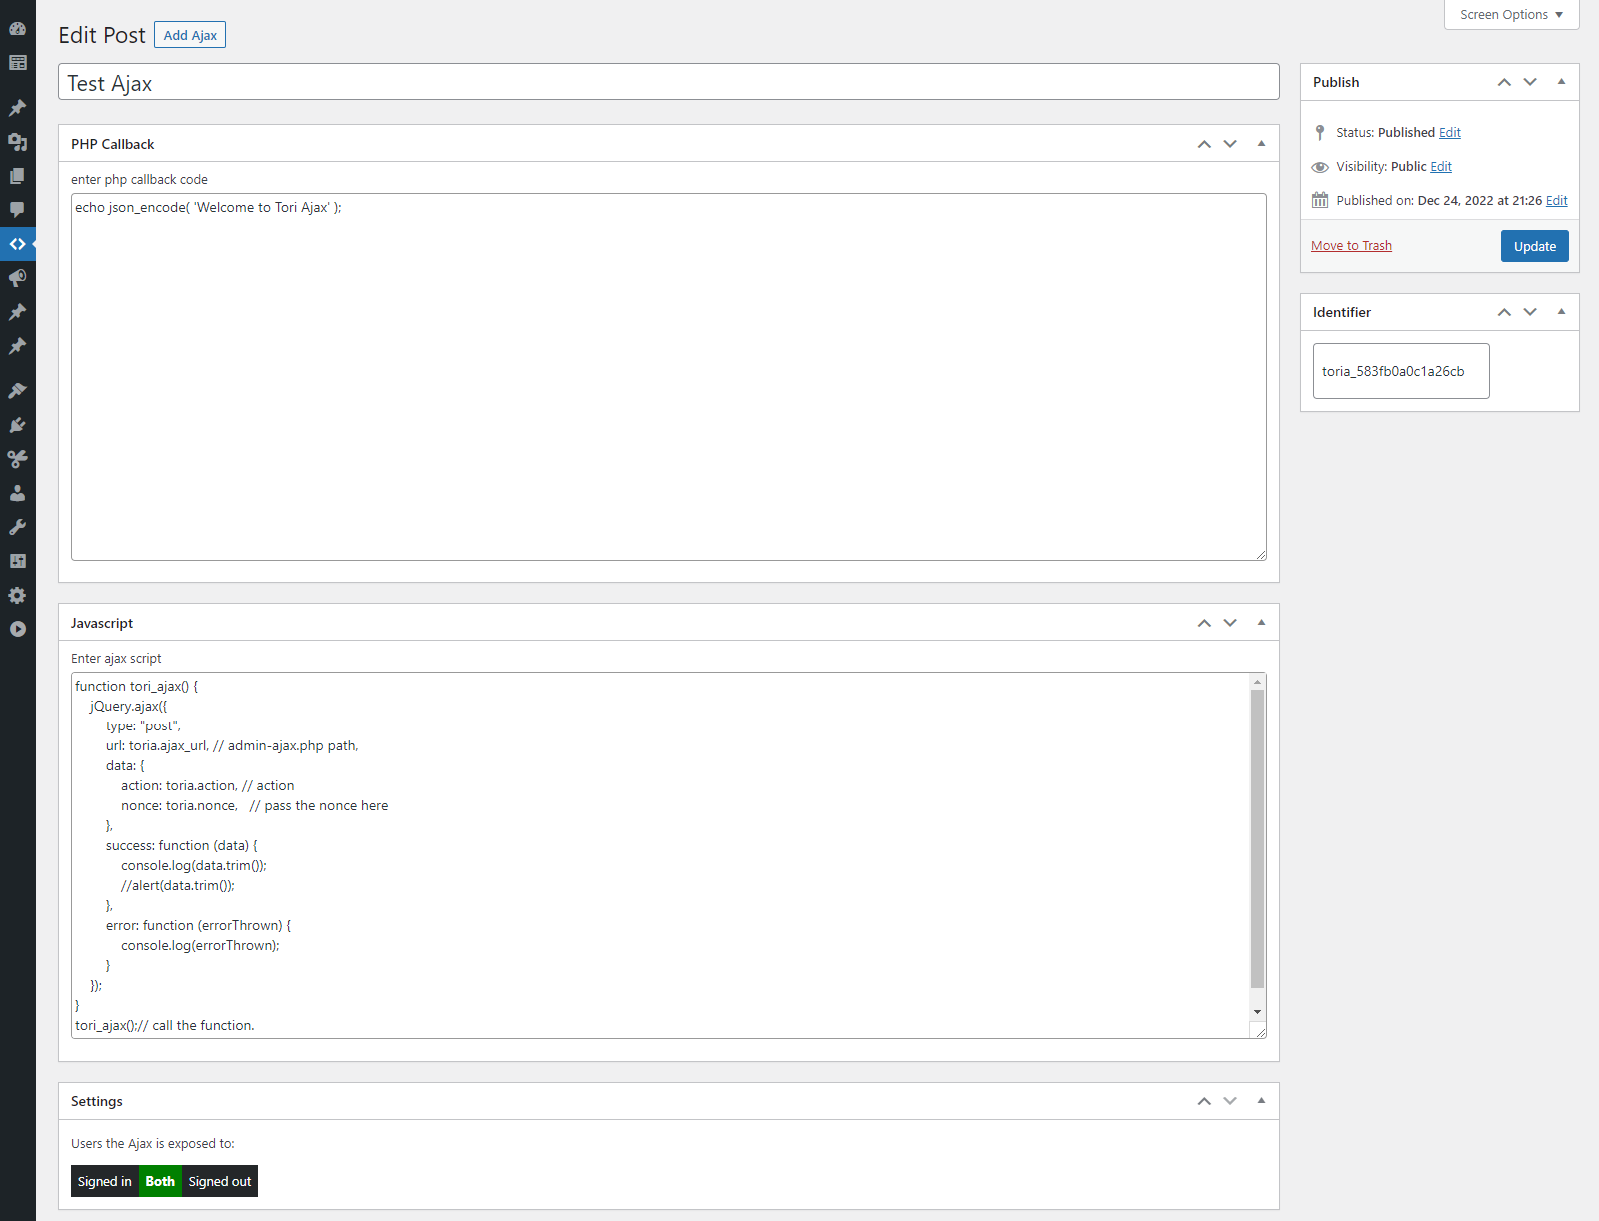 Screen Options
Edit Post
Add Ajax
Test Ajax
PHP Callback
enter php callback code
echo json_encode( 'Welcome to Tori Ajax' );
Javascript
Enter ajax script
function tori_ajax() {
jQuery.ajax({
type: "post",
url: toria.ajax_url, // admin-ajax.php path,
data: {
action: toria.action, // action
nonce: toria.nonce,   // pass the nonce here
},
success: function (data) {
console.log(data.trim());
//alert(data.trim());
},
error: function (errorThrown) {
console.log(errorThrown);
}
});
}
tori_ajax();// call the function.
Settings
Users the Ajax is exposed to:
Signed in Both Signed out
Publish
Status: Published Edit
Visibility: Public Edit
Published on: Dec 24, 2022 at 21:26 Edit
Move to Trash
Update
Identifier
toria_583fb0a0c1a26cb